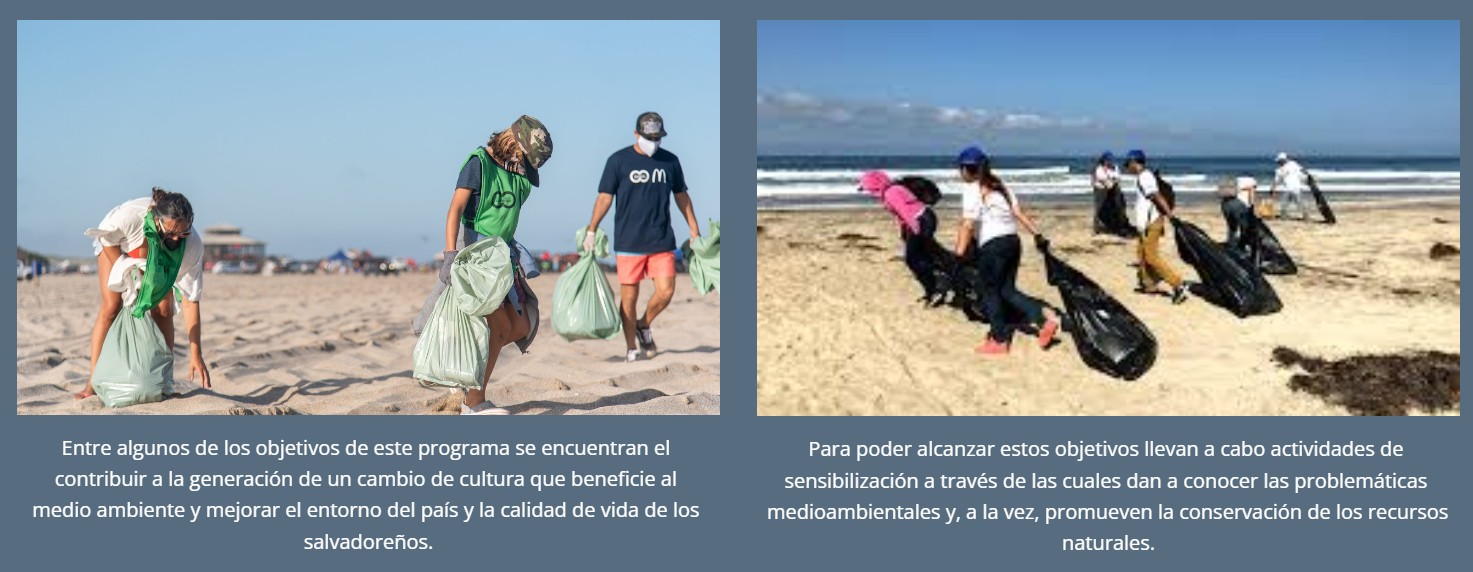 Entre algunos de los objetivos de este programa se encuentran el
contribuir a la generación de un cambio de cultura que beneficie al
medio ambiente y mejorar el entorno del país y la calidad de vida de los
salvadoreños.
Para poder alcanzar estos objetivos llevan a cabo actividades de
sensibilización a través de las cuales dan a conocer las problemáticas
medioambientales y, a la vez, promueven la conservación de los recursos
naturales.